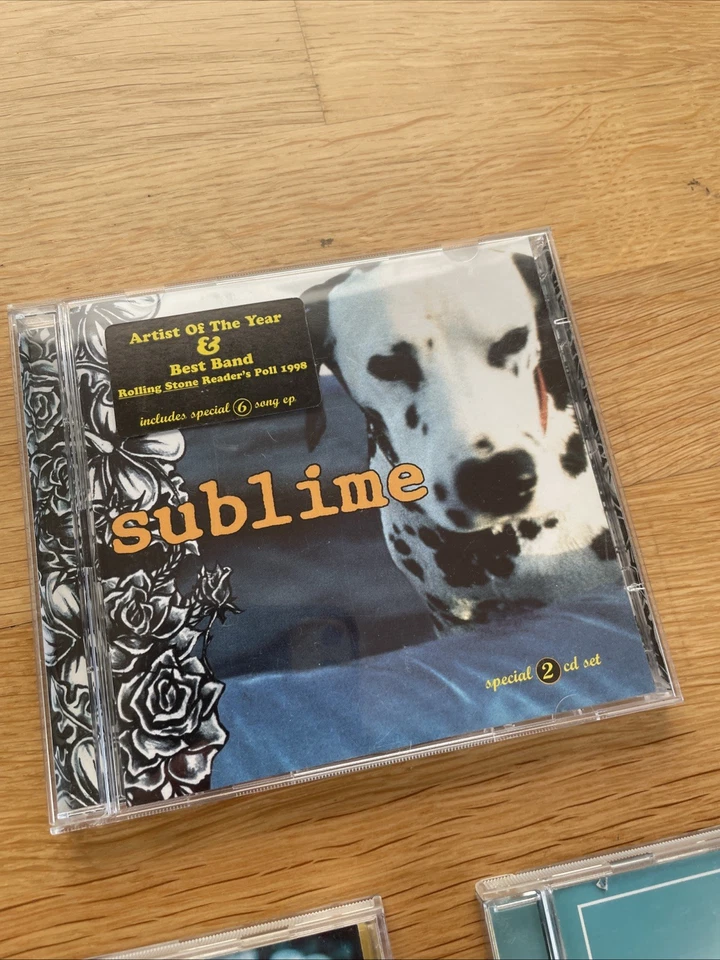 Artist Of The Year
&
Best Band
Rolling Stone Reader's Poll 1998
includes special 6 song ep
sublime
special 2 cd set